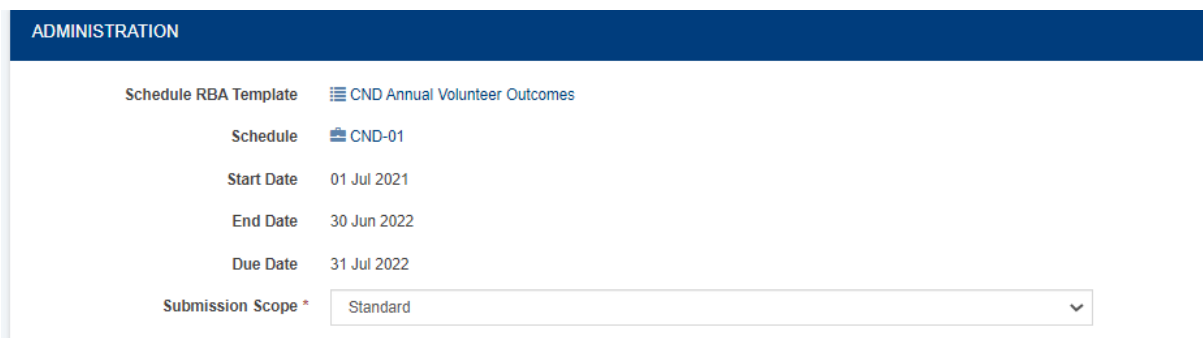 ADMINISTRATION
Schedule RBA Template CND Annual Volunteer Outcomes
Schedule CND-01
Start Date 01 Jul 2021
End Date 30 Jun 2022
Due Date 31 Jul 2022
Submission Scope * Standard